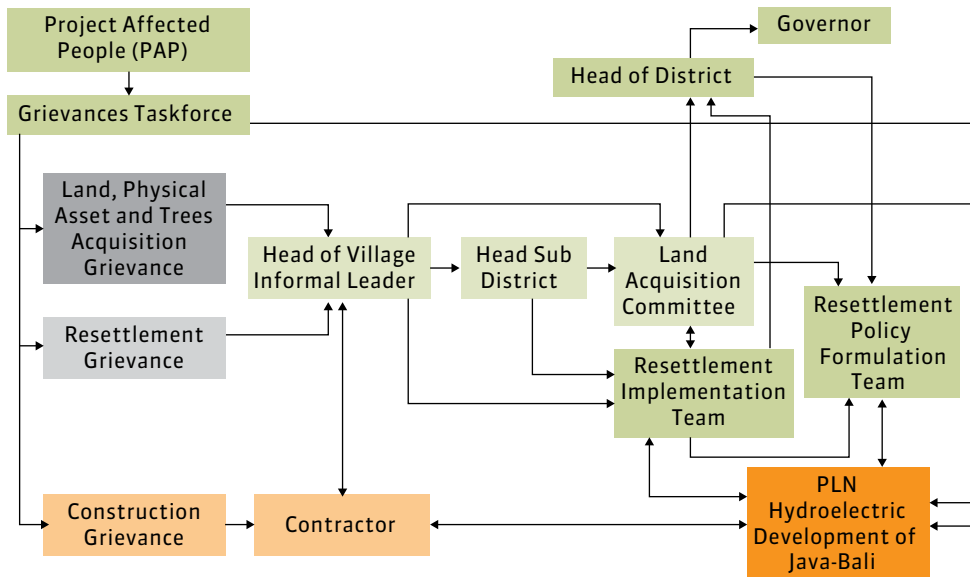 Project Affected
People (PAP)
Governor
Head of District
Grievances Taskforce
Land, Physical
Asset and Trees
Acquisition
Grievance
Head of Village
Informal Leader
Head Sub
District
Land
Acquisition
Committee
Resettlement
Policy
Formulation
Team
Resettlement
Grievance
Resettlement
Implementation
Team
Construction
Grievance
Contractor
PLN
Hydroelectric
Development of
Java-Bali